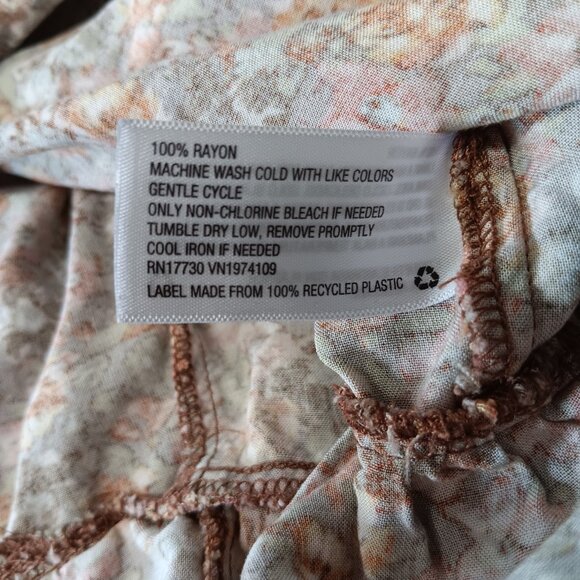 100% RAYON
MACHINE WASH COLD WITH LIKE COLORS
GENTLE CYCLE
ONLY NON-CHLORINE BLEACH IF NEEDED
TUMBLE DRY LOW, REMOVE PROMPTLY
COOL IRON IF NEEDED
RN17730 VN1974109
LABEL MADE FROM 100% RECYCLED PLASTIC